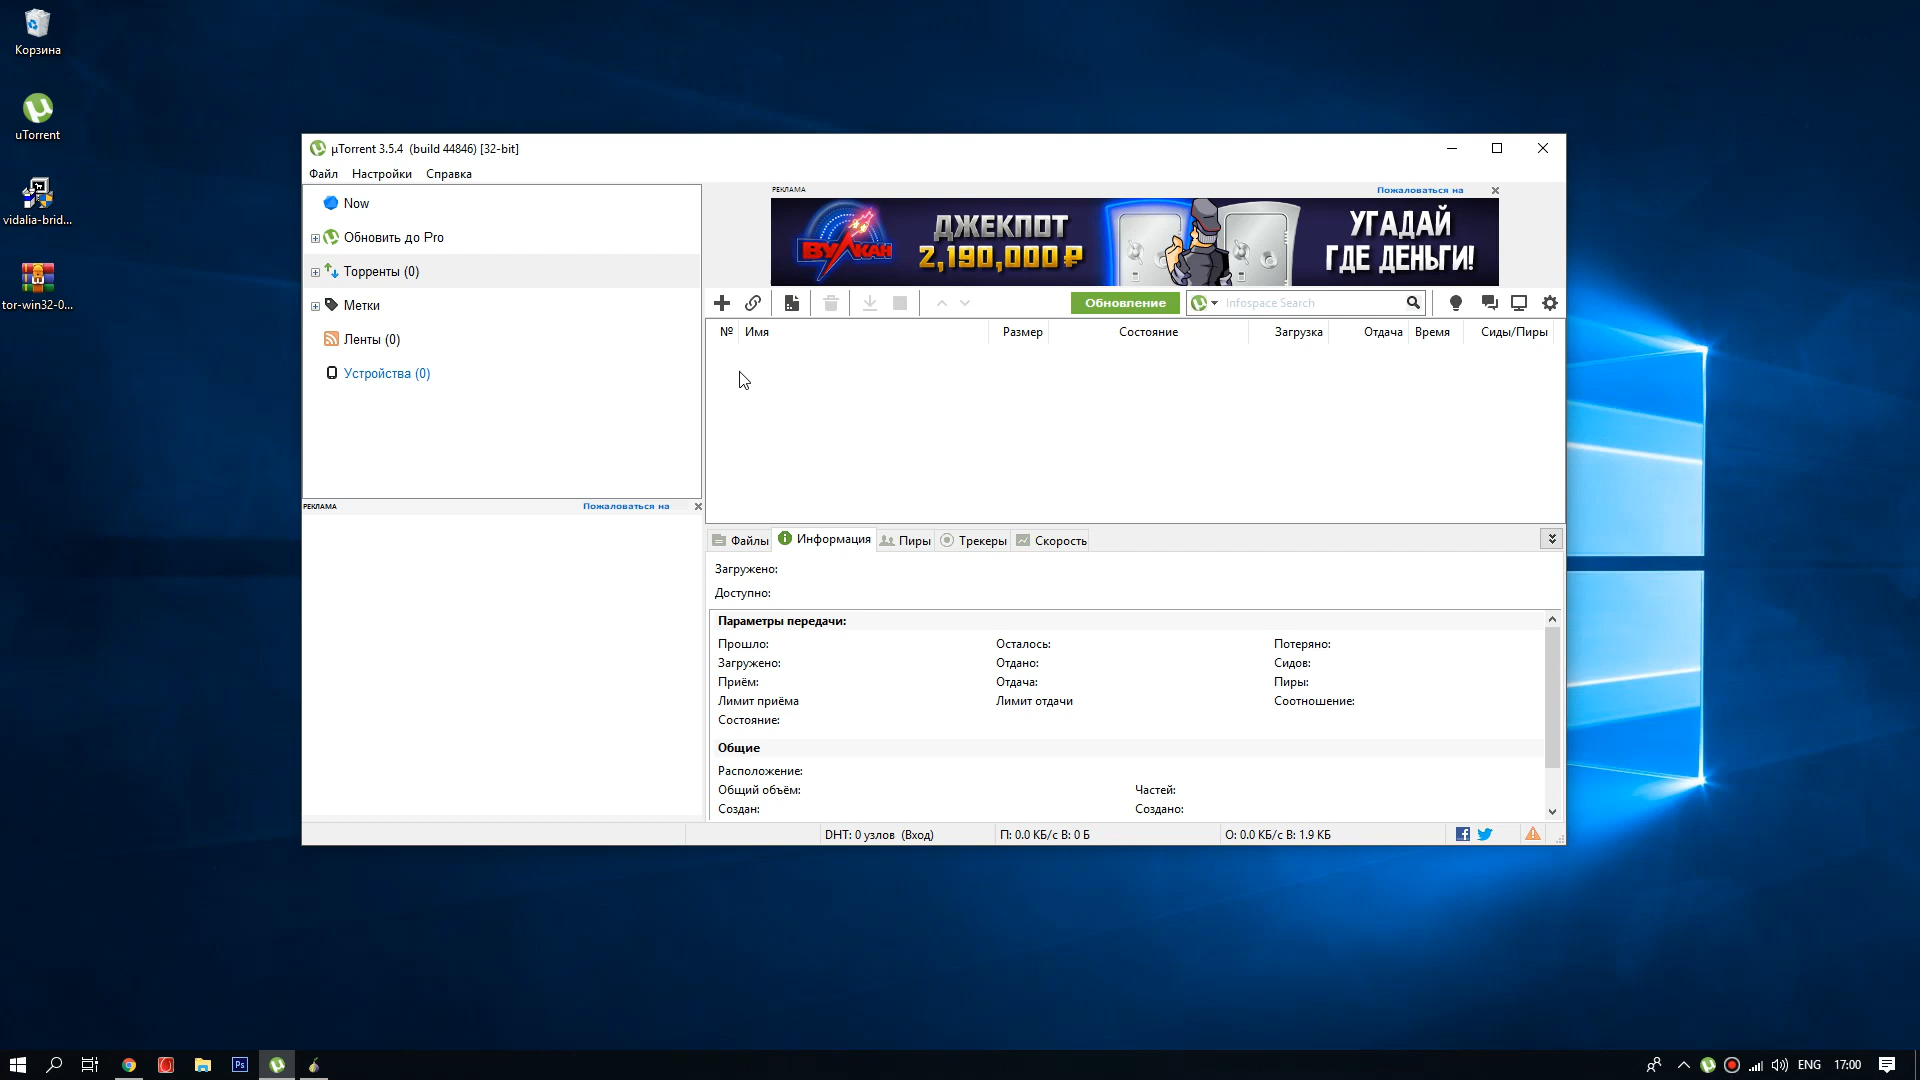 Корзина
uTorrent
vidalia-brid...
tor-win32-0...
µTorrent 3.5.4 (build 44846) [32-bit]
Файл Настройки Справка
Now
Обновить до Pro
Торренты (0)
Метки
Ленты (0)
Устройства (0)
РЕКЛАМА Пожаловаться на
РЕКЛАМА Пожаловаться на
ВУЛКАН
ДЖЕКПОТ
2,190,000 ₽
УГАДАЙ
ГДЕ ДЕНЬГИ!
Обновление Infospace Search
№ Имя Размер Состояние Загрузка Отдача Время Сиды/Пиры
Файлы Информация Пиры Трекеры Скорость
Загружено:
Доступно:
Параметры передачи:
Прошло: Осталось: Потеряно:
Загружено: Отдано: Сидов:
Приём: Отдача: Пиры:
Лимит приёма Лимит отдачи Соотношение:
Состояние:
Общие
Расположение:
Общий объём: Частей:
Создан: Создано:
DHT: 0 узлов (Вход) П: 0.0 КБ/с В: 0 Б О: 0.0 КБ/с В: 1.9 КБ
Ps
ENG 17:00